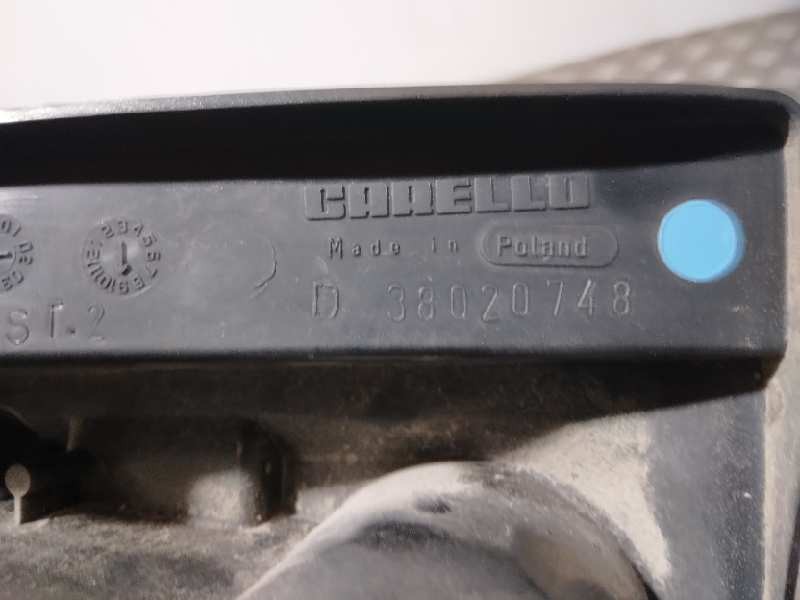 CARELLO
Made in Poland
D 38020748
ST.2